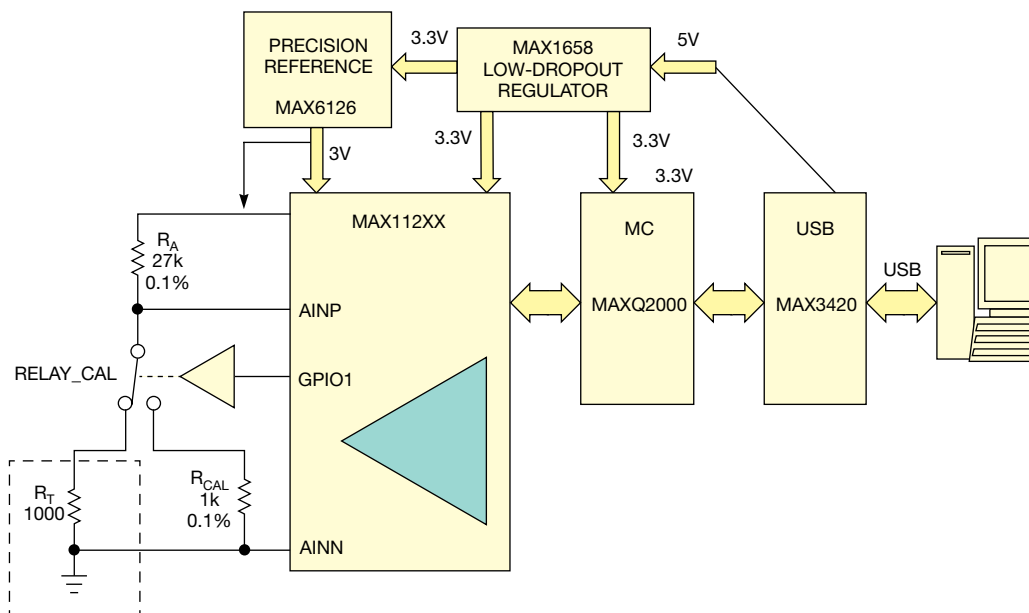 PRECISION
REFERENCE
MAX6126
3.3V
MAX1658
LOW-DROPOUT
REGULATOR
5V
3V
3.3V
3.3V
3.3V
MAX112XX
MC
USB
R_A
27k
0.1%
AINP
MAXQ2000
MAX3420
USB
RELAY_CAL
GPIO1
R_T
1000
R_CAL
1k
0.1%
AINN